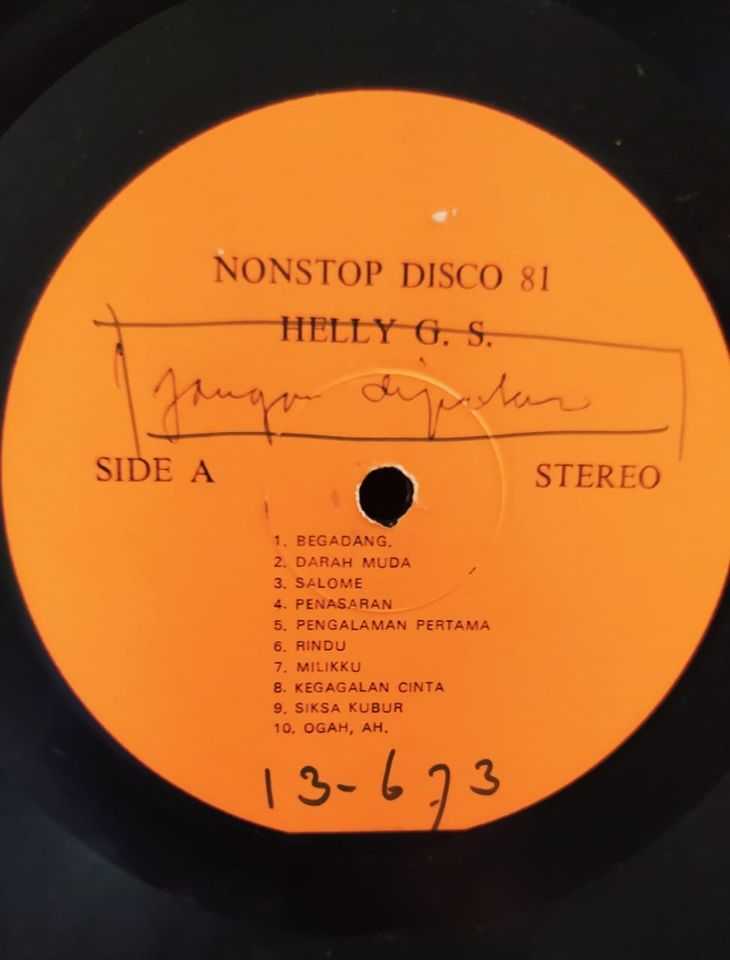 NONSTOP DISCO 81
HELLY G. S.
Jangan diputar
SIDE A
STEREO
1. BEGADANG.
2. DARAH MUDA
3. SALOME
4. PENASARAN
5. PENGALAMAN PERTAMA
6. RINDU
7. MILIKKU
8. KEGAGALAN CINTA
9. SIKSA KUBUR
10. OGAH, AH.
13-673